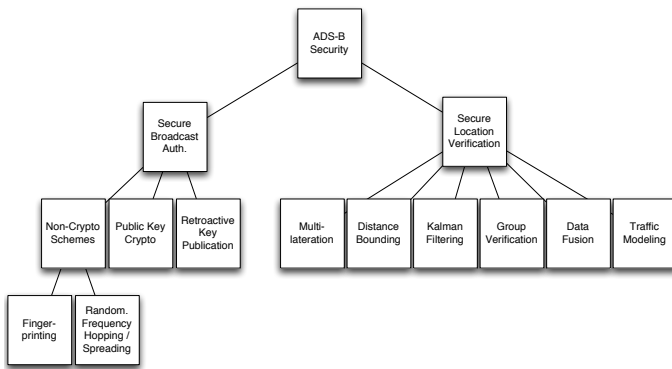 ADS-B
Security
Secure
Broadcast
Auth.
Secure
Location
Verification
Non-Crypto
Schemes
Public Key
Crypto
Retroactive
Key
Publication
Multi-
lateration
Distance
Bounding
Kalman
Filtering
Group
Verification
Data
Fusion
Traffic
Modeling
Finger-
printing
Random.
Frequency
Hopping /
Spreading